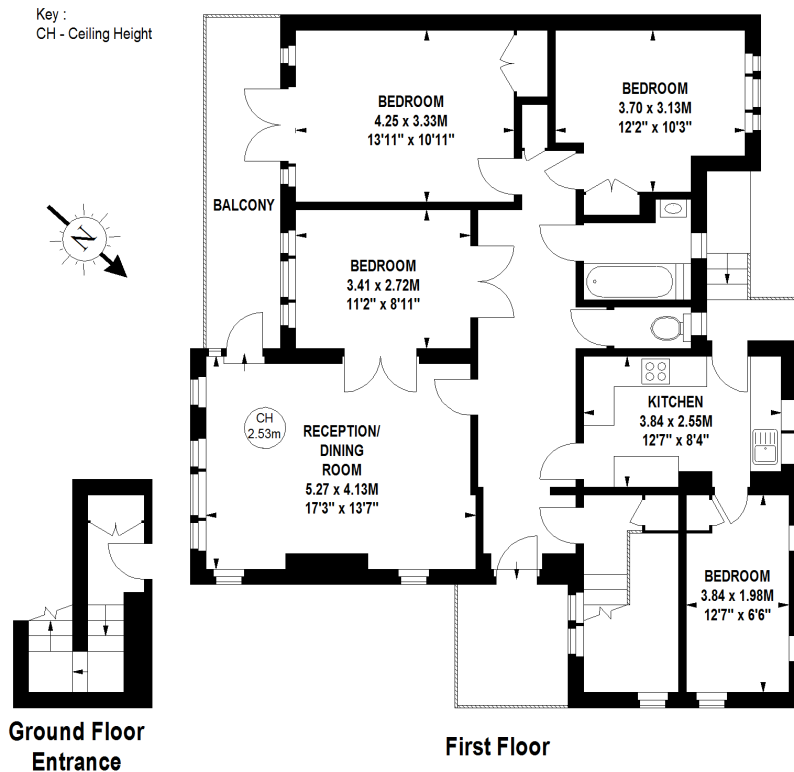 Key :
CH - Ceiling Height
BEDROOM
4.25 x 3.33M
13'11" x 10'11"
BEDROOM
3.70 x 3.13M
12'2" x 10'3"
BALCONY
N
BEDROOM
3.41 x 2.72M
11'2" x 8'11"
CH
2.53m
RECEPTION/
DINING
ROOM
5.27 x 4.13M
17'3" x 13'7"
KITCHEN
3.84 x 2.55M
12'7" x 8'4"
BEDROOM
3.84 x 1.98M
12'7" x 6'6"
Ground Floor
Entrance
First Floor